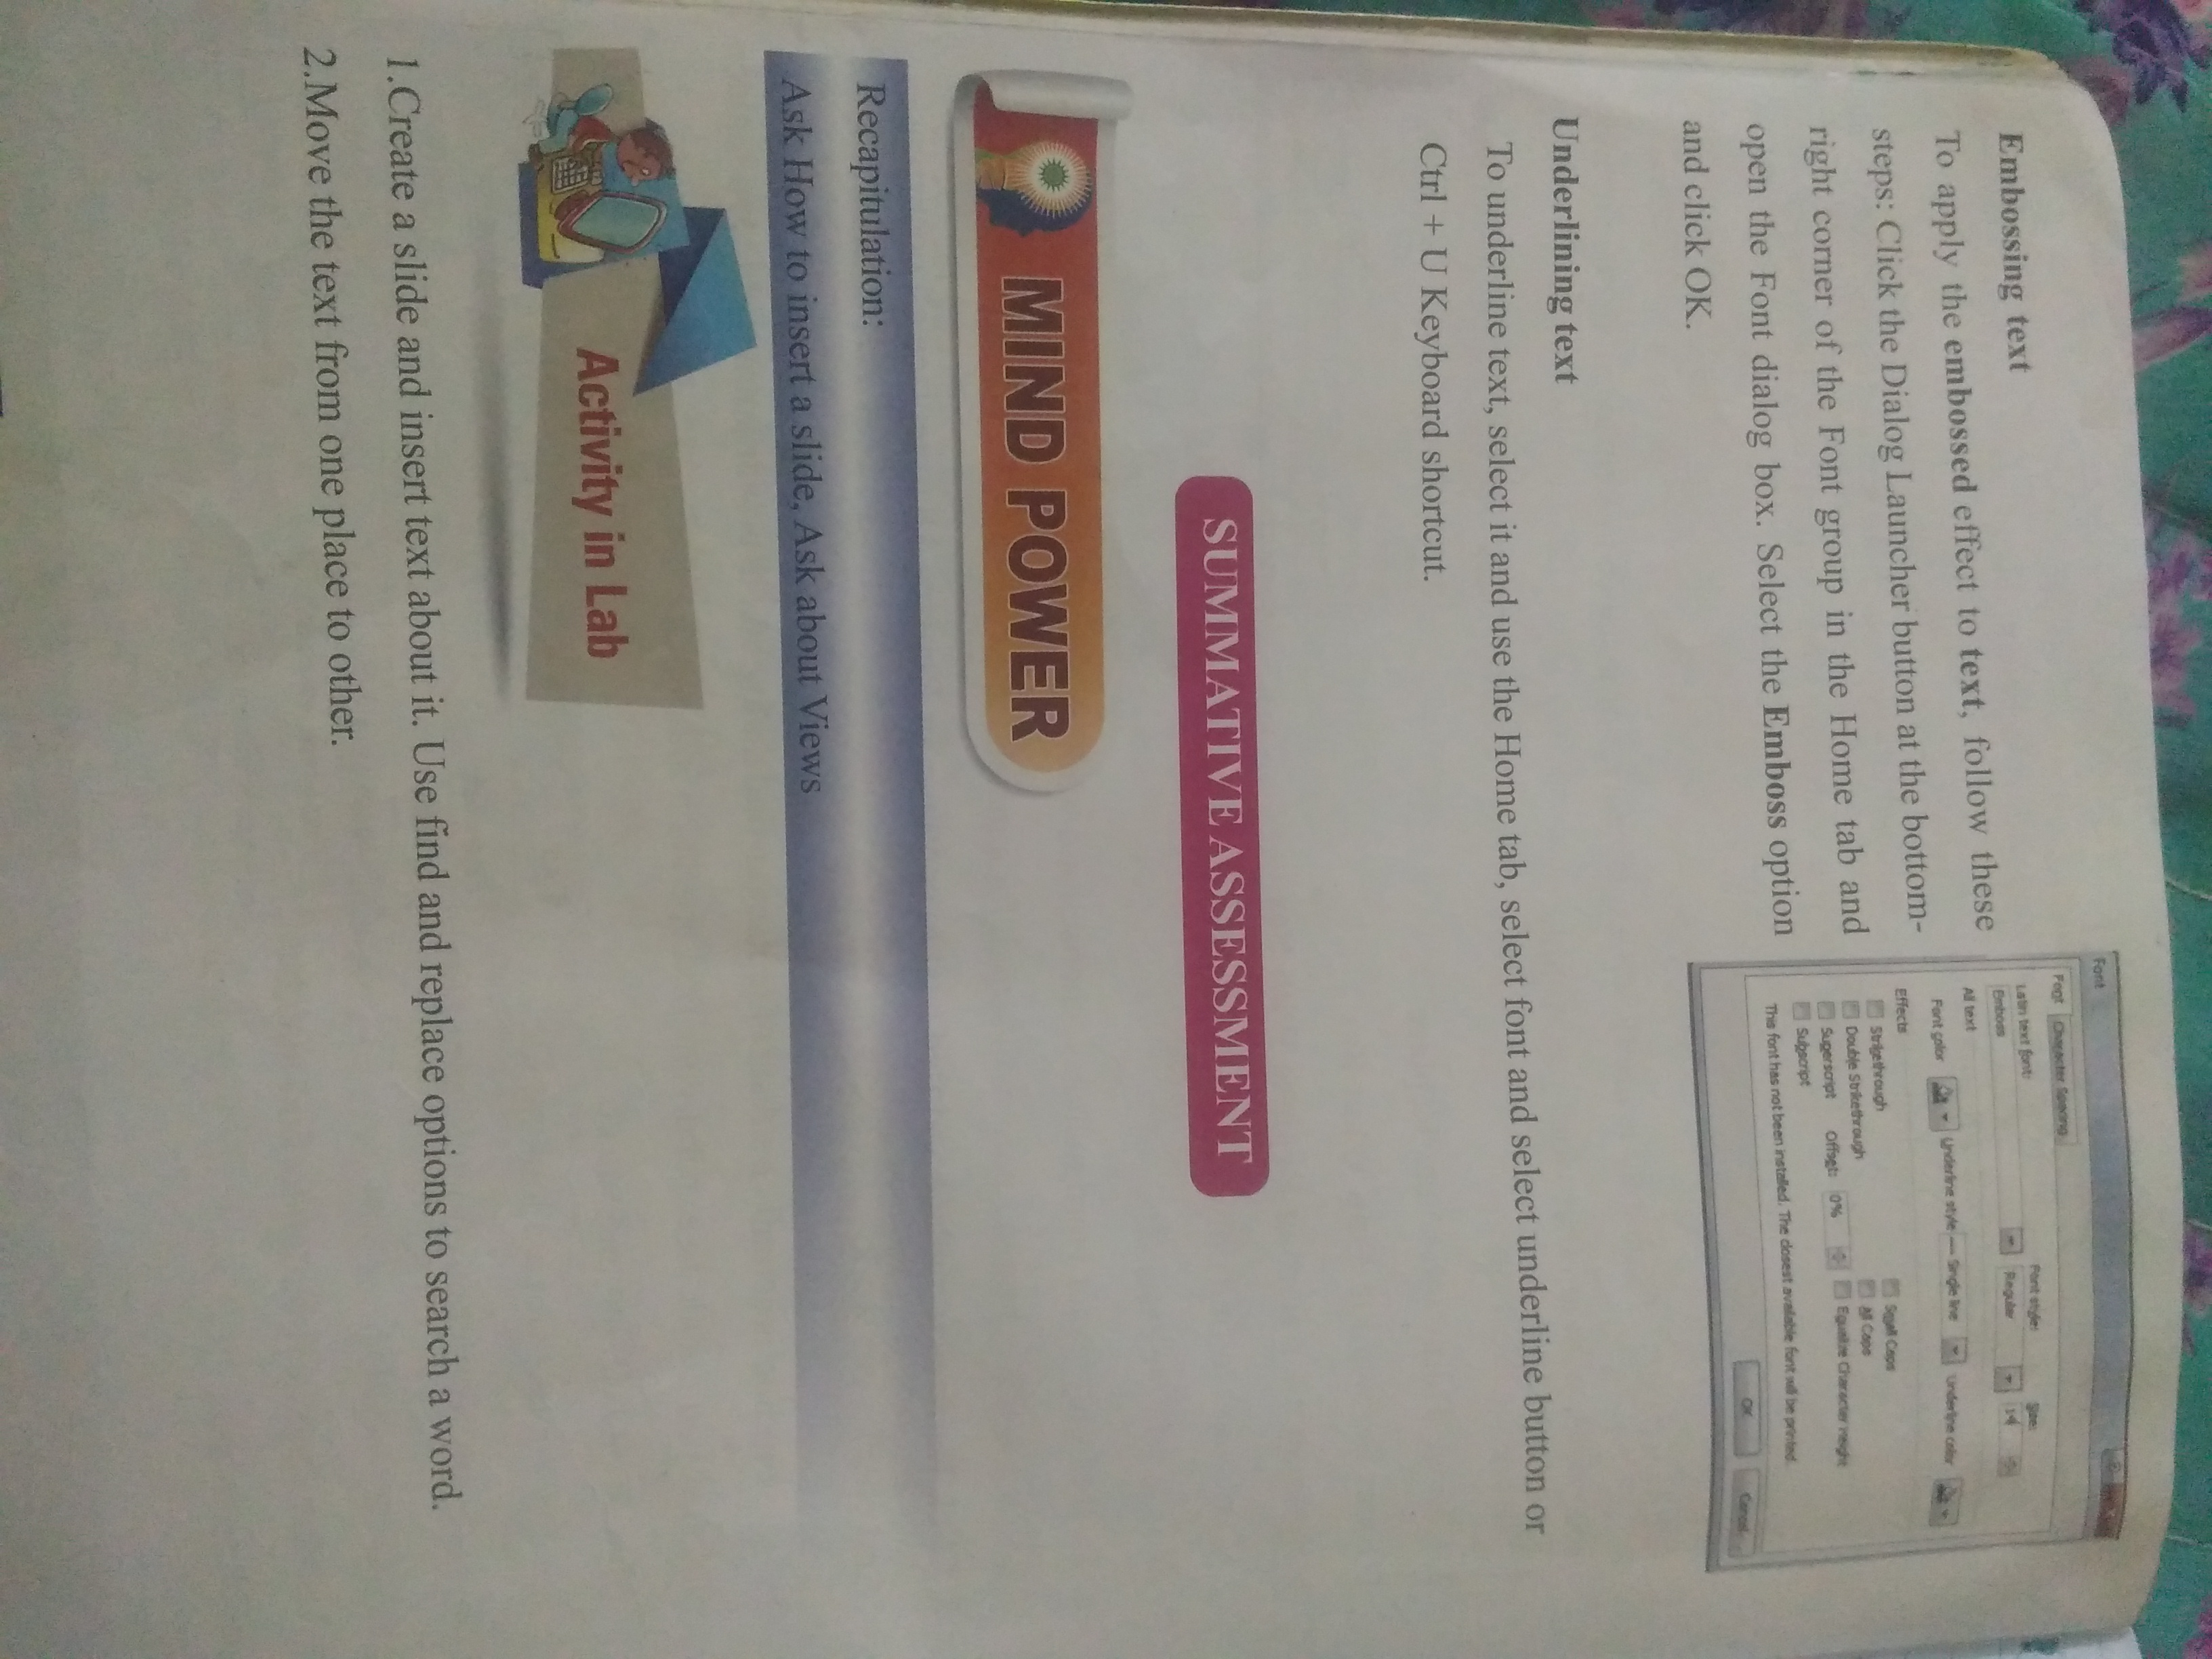 Embossing text
To apply the embossed effect to text, follow these
steps: Click the Dialog Launcher button at the bottom-
right corner of the Font group in the Home tab and
open the Font dialog box. Select the Emboss option
and click OK.
Font
Font Character Spacing
Latin text font: Font style: Size:
Emboss Regular 14
All text
Font color Underline style Single line Underline color
Effects
Strikethrough Small Caps
Double Strikethrough All Caps
Superscript Offset: 0% Equalize Character Height
Subscript
This font has not been installed. The closest available font will be printed.
OK Cancel
Underlining text
To underline text, select it and use the Home tab, select font and select underline button or
Ctrl + U Keyboard shortcut.
SUMMATIVE ASSESSMENT
MIND POWER
Recapitulation:
Ask How to insert a slide, Ask about Views
Activity in Lab
1.Create a slide and insert text about it. Use find and replace options to search a word.
2.Move the text from one place to other.